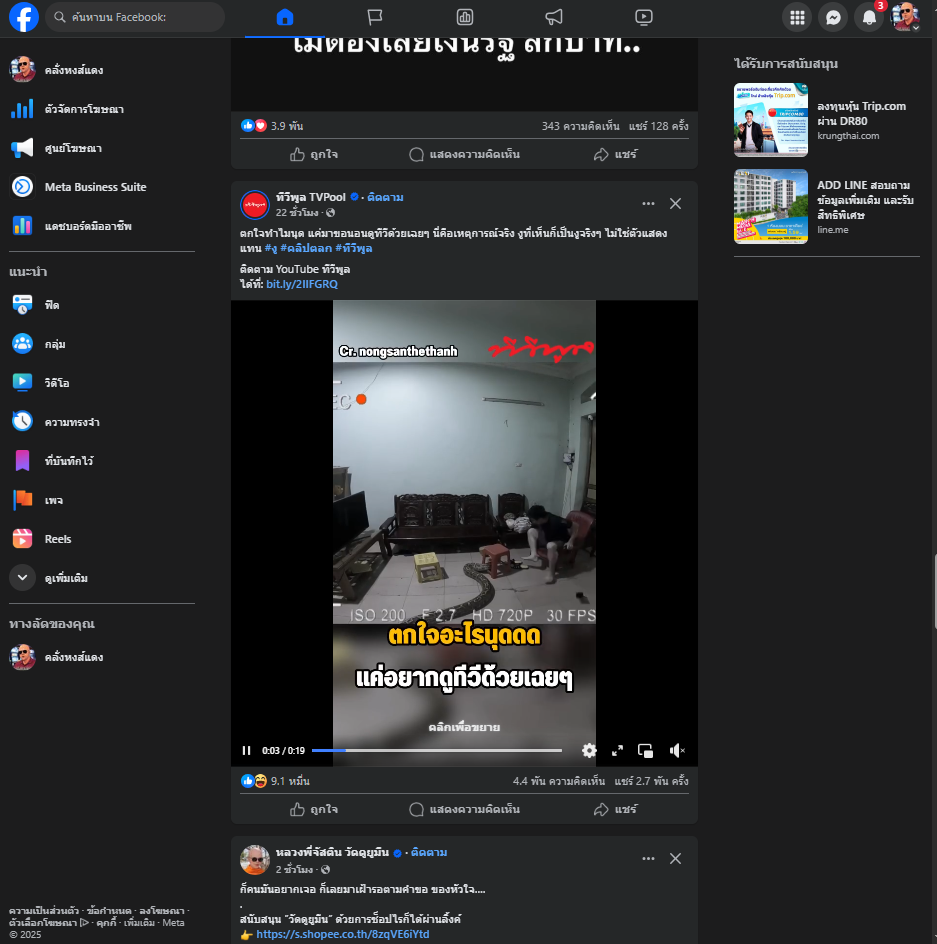 ค้นหาบน Facebook:
3
คลั่งหงส์แดง
ตัวจัดการโฆษณา
ศูนย์โฆษณา
Meta Business Suite
แดชบอร์ดมืออาชีพ
แนะนำ
ฟีด
กลุ่ม
วิดีโอ
ความทรงจำ
ที่บันทึกไว้
เพจ
Reels
ดูเพิ่มเติม
ทางลัดของคุณ
คลั่งหงส์แดง
ความเป็นส่วนตัว · ข้อกำหนด · ลงโฆษณา ·
ตัวเลือกโฆษณา · คุกกี้ · เพิ่มเติม · Meta
© 2025
ไม่ต้องเสียเงินรัฐ สักบาท..
3.9 พัน
343 ความคิดเห็น แชร์ 128 ครั้ง
ถูกใจ
แสดงความคิดเห็น
แชร์
ทีวีพูล TVPool · ติดตาม
22 ชั่วโมง ·
ตกใจทำไมนุด แค่มาขอนอนดูทีวีด้วยเฉยๆ นี่คือเหตุการณ์จริง งูที่เห็นก็เป็นงูจริงๆ ไม่ใช่ตัวแสดง
แทน #งู #คลิปตลก #ทีวีพูล
ติดตาม YouTube ทีวีพูล
ได้ที่: bit.ly/2IIFGRQ
Cr. nongsanthethanh
ทีวีพูล
EC
ISO 200 F 2.7 HD 720P 30 FPS
ตกใจอะไรนุดดด
แค่อยากดูทีวีด้วยเฉยๆ
คลิกเพื่อขยาย
0:03 / 0:19
9.1 หมื่น
4.4 พัน ความคิดเห็น แชร์ 2.7 พัน ครั้ง
ถูกใจ
แสดงความคิดเห็น
แชร์
หลวงพี่จัสติน วัดดูยูมีน · ติดตาม
2 ชั่วโมง ·
ก็คนมันอยากเจอ ก็เลยมาเฝ้ารอตามคำขอ ของหัวใจ....
.
สนับสนุน “วัดดูยูมีน” ด้วยการช็อปไรก็ได้ผ่านลิ้งค์
👉 https://s.shopee.co.th/8zqVE6iYtd
ได้รับการสนับสนุน
ลงทุนหุ้น Trip.com
ผ่าน DR80
krungthai.com
ADD LINE สอบถาม
ข้อมูลเพิ่มเติม และรับ
สิทธิพิเศษ
line.me